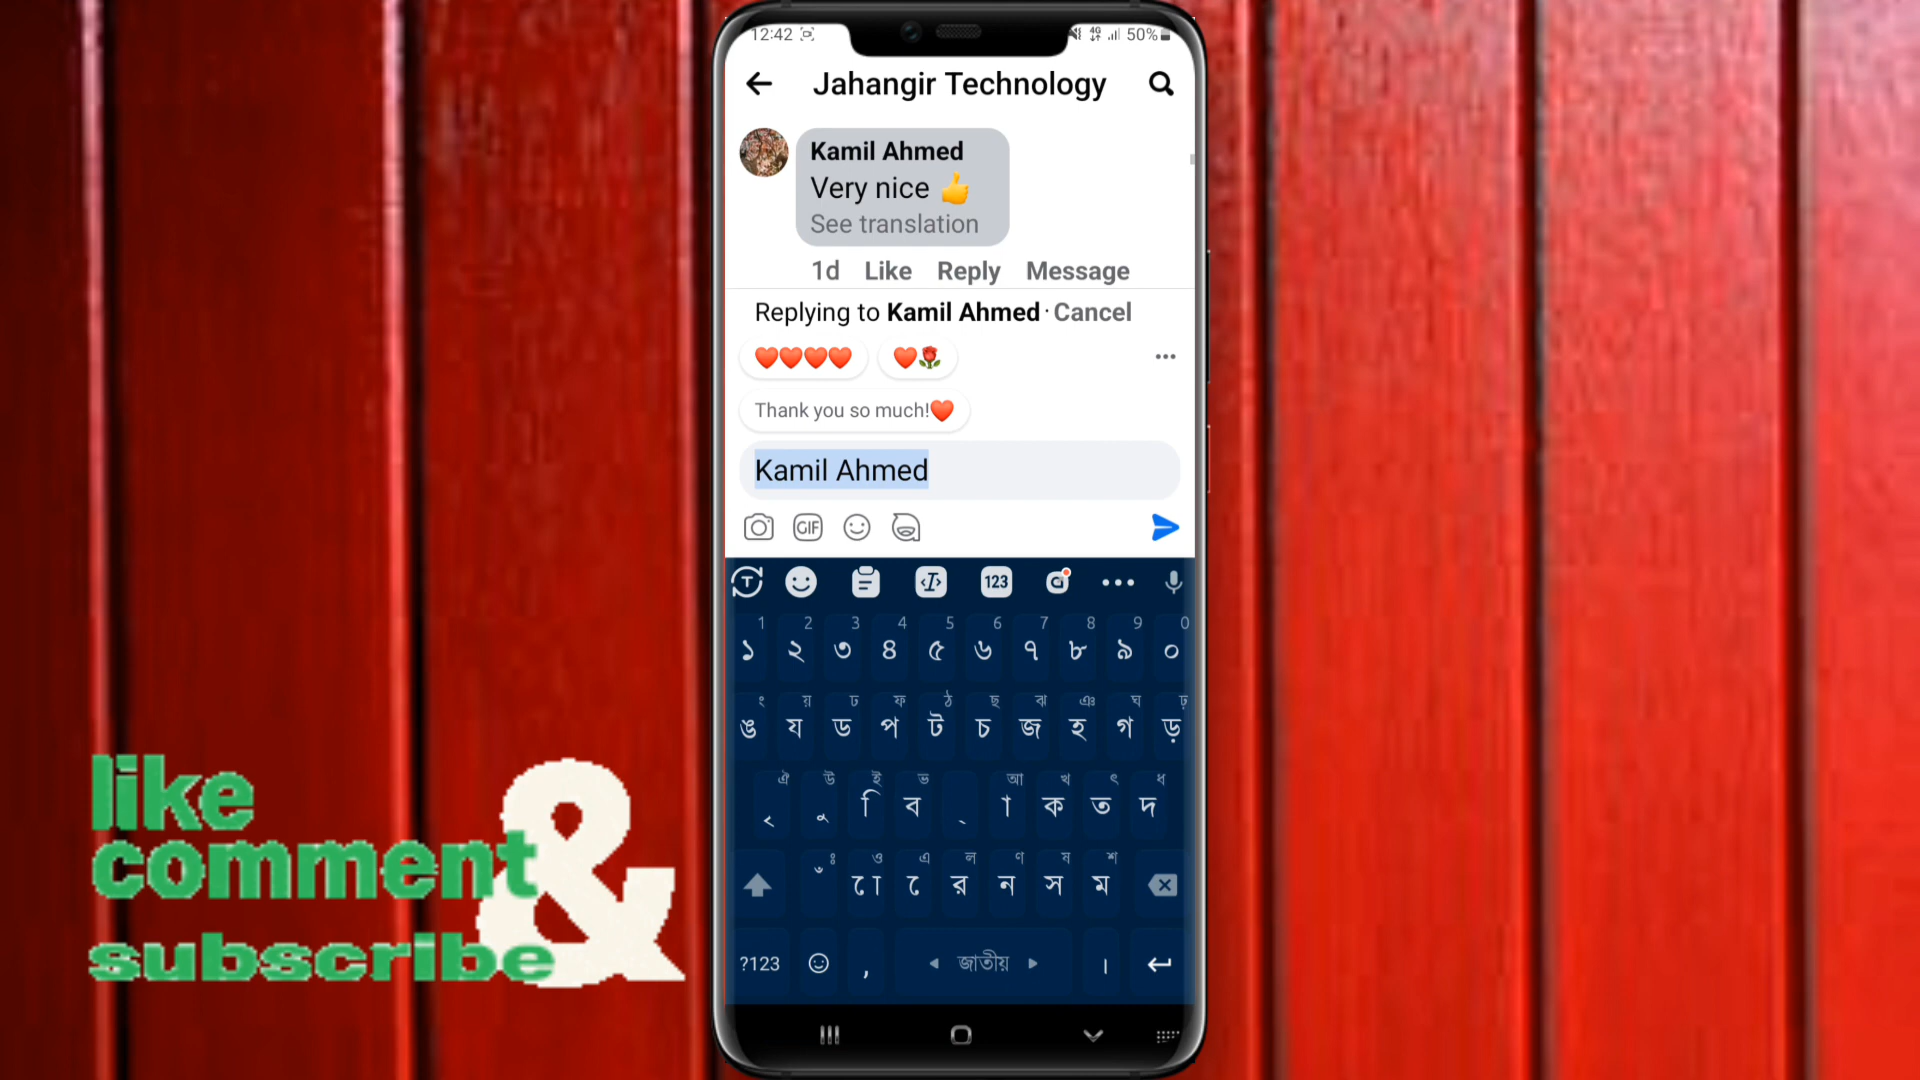 12:42
4G 50%
Jahangir Technology
Kamil Ahmed
Very nice 👍
See translation
1d Like Reply Message
Replying to Kamil Ahmed · Cancel
❤️❤️❤️❤️ ❤️🌹
Thank you so much!❤️
Kamil Ahmed
GIF
T 123
1 2 3 4 5 6 7 8 9 0
১ ২ ৩ ৪ ৫ ৬ ৭ ৮ ৯ ০
ং য় ঢ ফ ঠ ছ ঝ ঞ ঘ ঢ়
ঙ য ড প ট চ জ হ গ ড়
ঐ উ ই ভ আ খ ৎ ধ
ৃ ু ি ব ্ া ক ত দ
ঃ ও এ ল ণ ষ শ
ঁ ো ে র ন স ম
?123 , ◂ জাতীয় ▸ ।
like
comment
&
subscribe